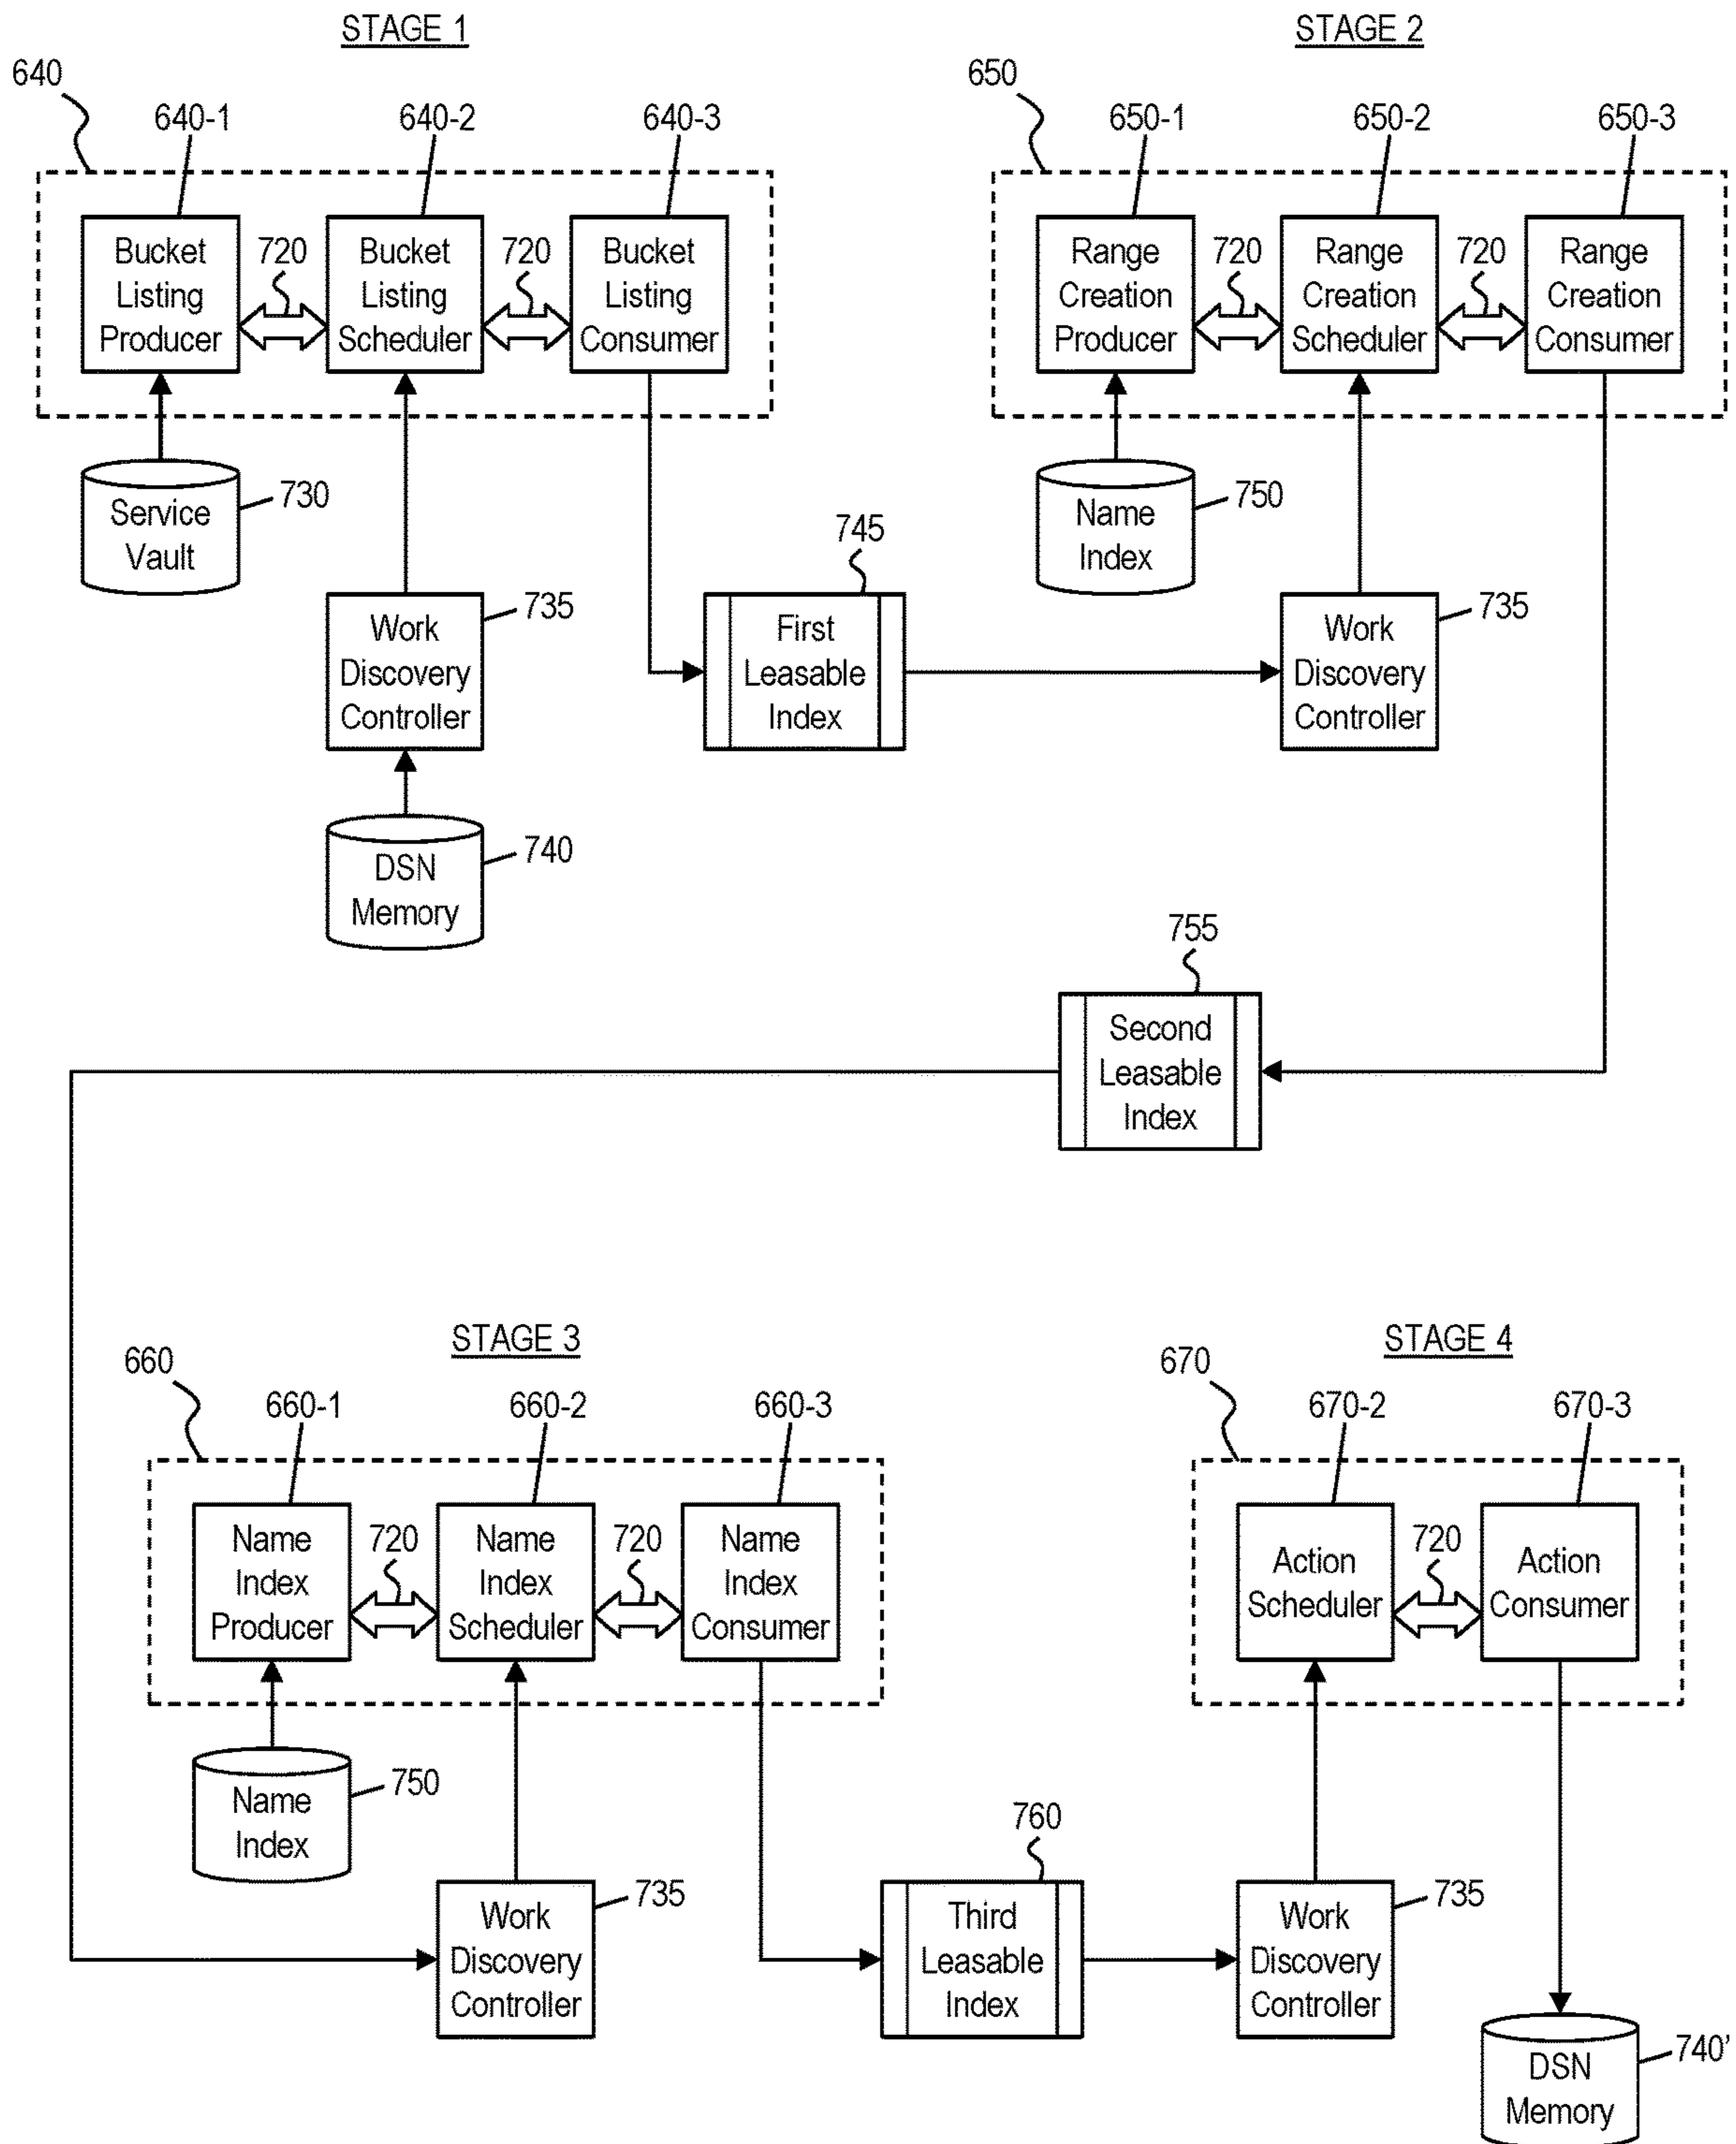 STAGE 1
STAGE 2
640
650
640-1
640-2
640-3
650-1
650-2
650-3
Bucket
Listing
Producer
720
Bucket
Listing
Scheduler
720
Bucket
Listing
Consumer
Range
Creation
Producer
720
Range
Creation
Scheduler
720
Range
Creation
Consumer
Service
Vault
730
Name
Index
750
745
Work
Discovery
Controller
735
First
Leasable
Index
Work
Discovery
Controller
735
DSN
Memory
740
755
Second
Leasable
Index
STAGE 3
STAGE 4
660
670
660-1
660-2
660-3
670-2
670-3
Name
Index
Producer
720
Name
Index
Scheduler
720
Name
Index
Consumer
Action
Scheduler
720
Action
Consumer
Name
Index
750
760
Work
Discovery
Controller
735
Third
Leasable
Index
Work
Discovery
Controller
735
DSN
Memory
740'